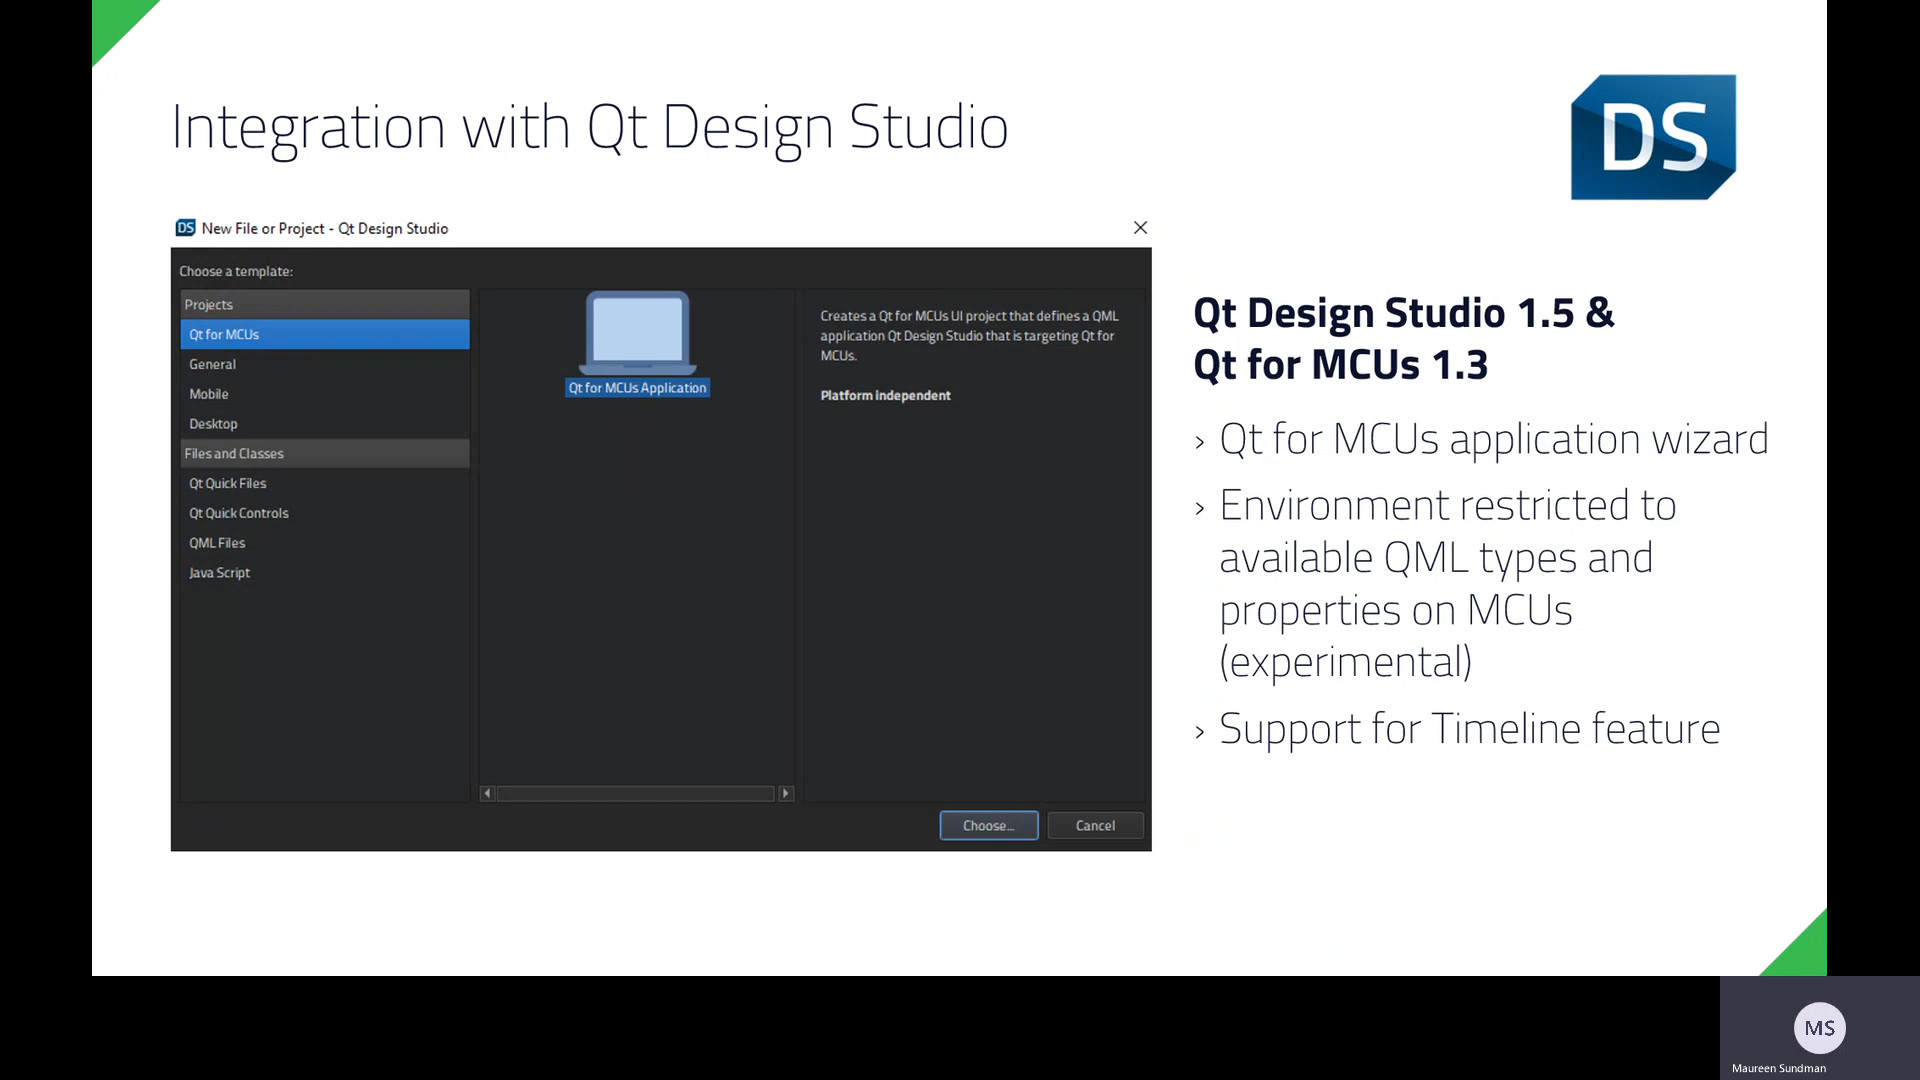 Integration with Qt Design Studio
DS
DS New File or Project - Qt Design Studio
Choose a template:
Projects
Qt for MCUs
General
Mobile
Desktop
Files and Classes
Qt Quick Files
Qt Quick Controls
QML Files
Java Script
Qt for MCUs Application
Creates a Qt for MCUs UI project that defines a QML
application Qt Design Studio that is targeting Qt for
MCUs.
Platform independent
Choose...
Cancel
Qt Design Studio 1.5 &
Qt for MCUs 1.3
› Qt for MCUs application wizard
› Environment restricted to
available QML types and
properties on MCUs
(experimental)
› Support for Timeline feature
MS
Maureen Sundman